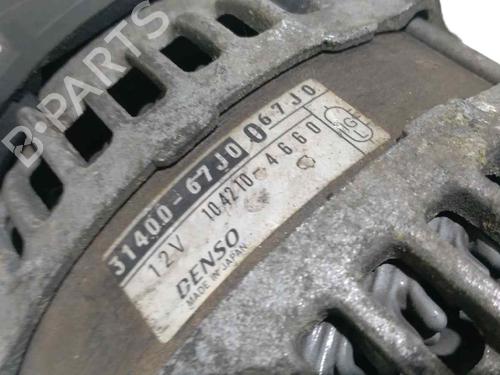 B-PARTS
31400-67J0 0 67J0
12V 104210-4660
DENSO
MADE IN JAPAN